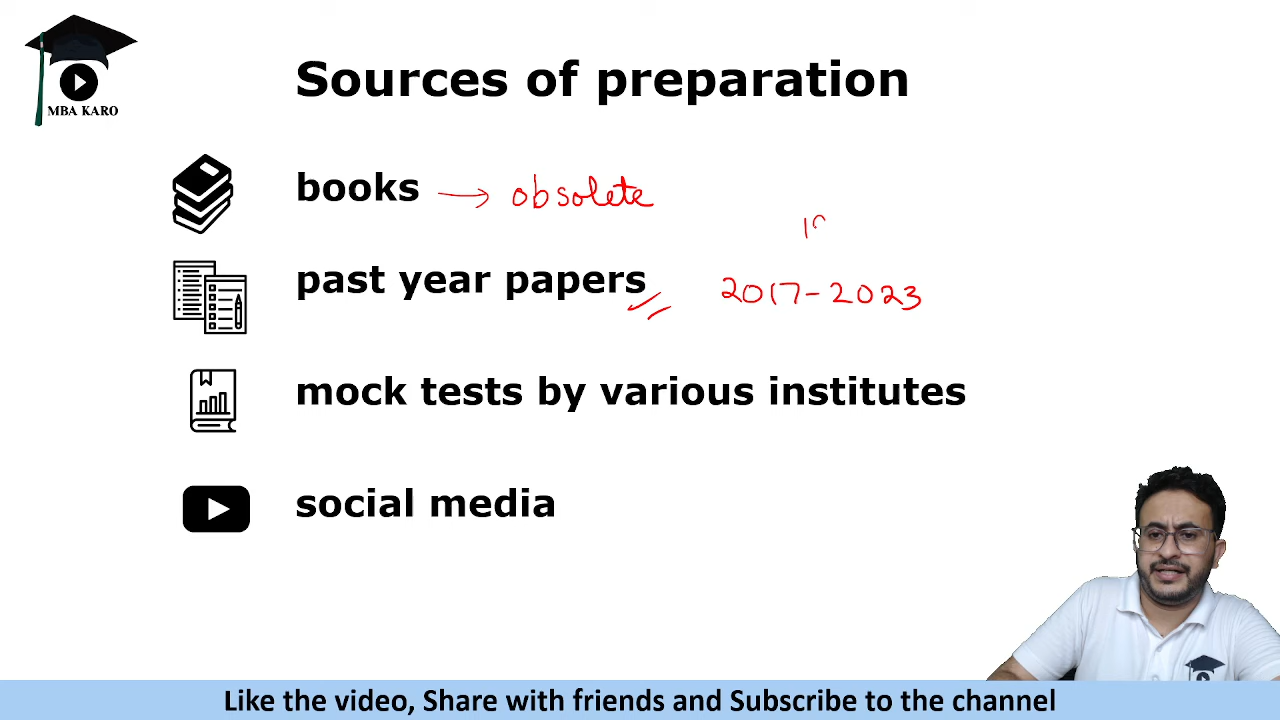 MBA KARO
Sources of preparation
books → obsolete
past year papers 2017-2023
mock tests by various institutes
social media
Like the video, Share with friends and Subscribe to the channel